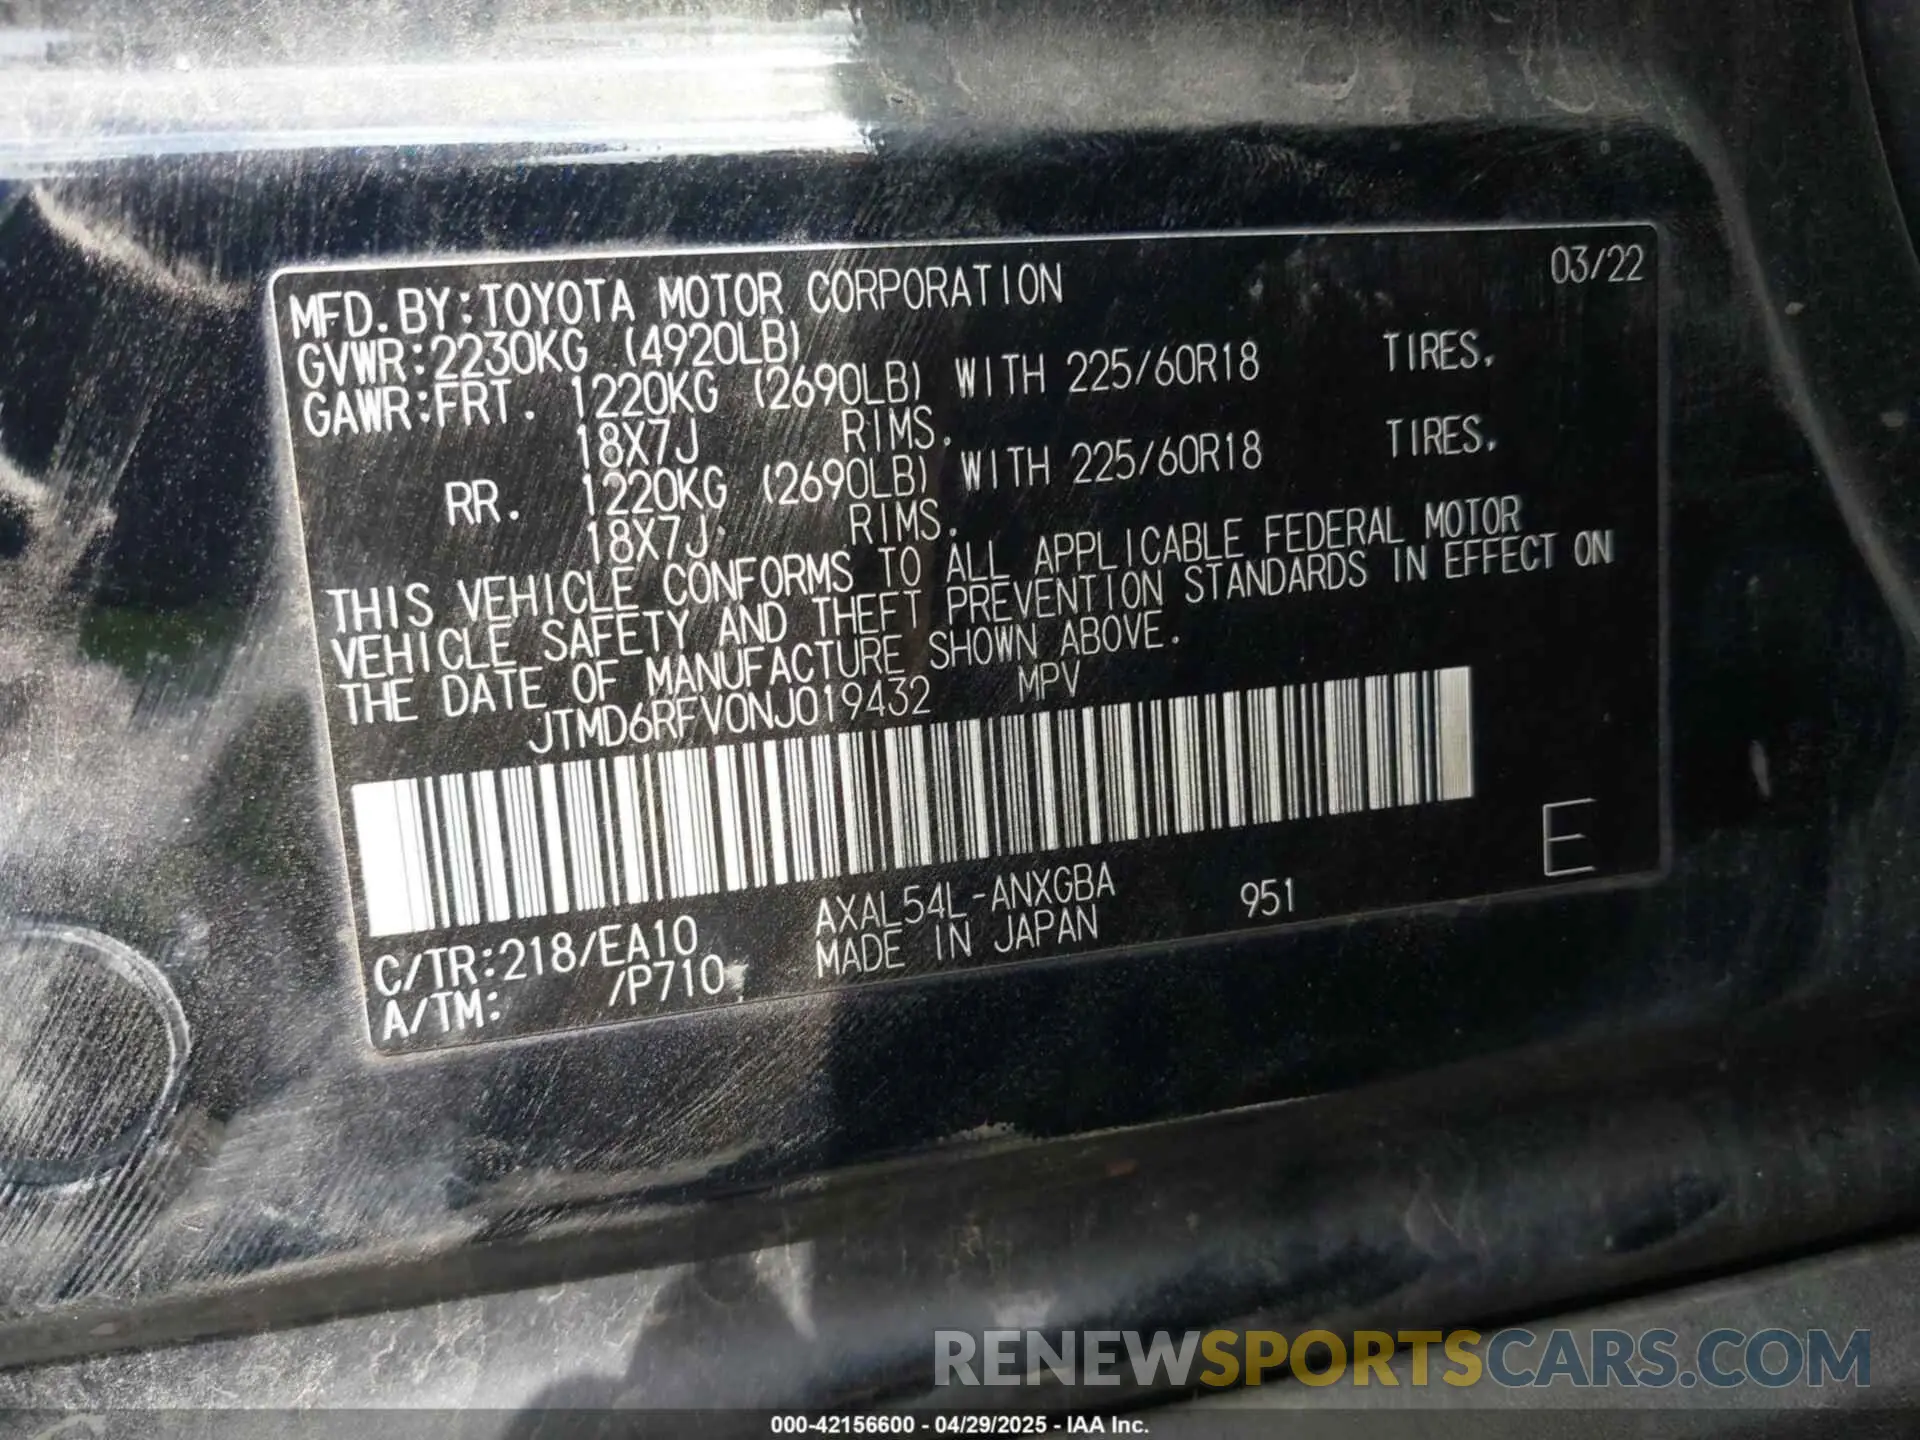 MFD. BY: TOYOTA MOTOR CORPORATION 03/22
GVWR: 2230KG (4920LB)
GAWR: FRT. 1220KG (2690LB) WITH 225/60R18 TIRES,
18X7J RIMS.
RR. 1220KG (2690LB) WITH 225/60R18 TIRES,
18X7J RIMS.
THIS VEHICLE CONFORMS TO ALL APPLICABLE FEDERAL MOTOR
VEHICLE SAFETY AND THEFT PREVENTION STANDARDS IN EFFECT ON
THE DATE OF MANUFACTURE SHOWN ABOVE.
JTMD6RFV0NJ019432 MPV
E
C/TR: 218/EA10 AXAL54L-ANXGBA 951
A/TM: /P710 MADE IN JAPAN
RENEWSPORTSCARS.COM
000-42156600 - 04/29/2025 - IAA Inc.